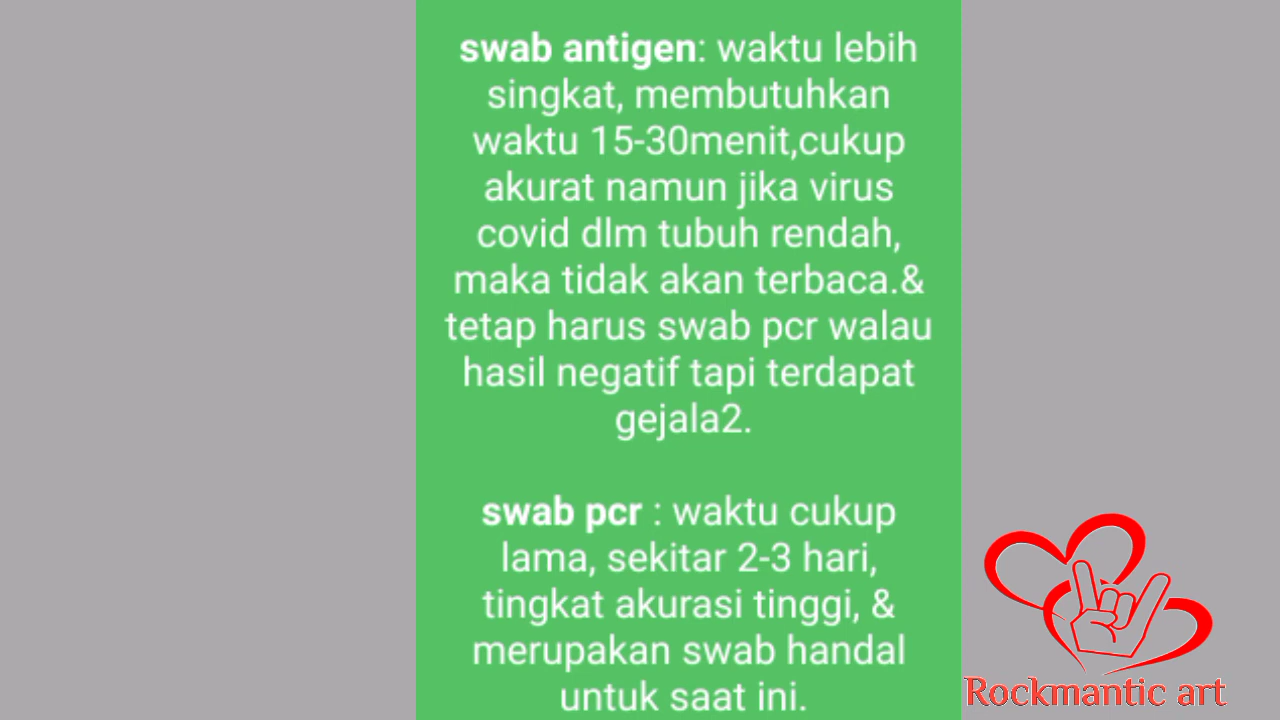 swab antigen: waktu lebih
singkat, membutuhkan
waktu 15-30menit,cukup
akurat namun jika virus
covid dlm tubuh rendah,
maka tidak akan terbaca.&
tetap harus swab pcr walau
hasil negatif tapi terdapat
gejala2.
swab pcr : waktu cukup
lama, sekitar 2-3 hari,
tingkat akurasi tinggi, &
merupakan swab handal
untuk saat ini.
Rockmantic art